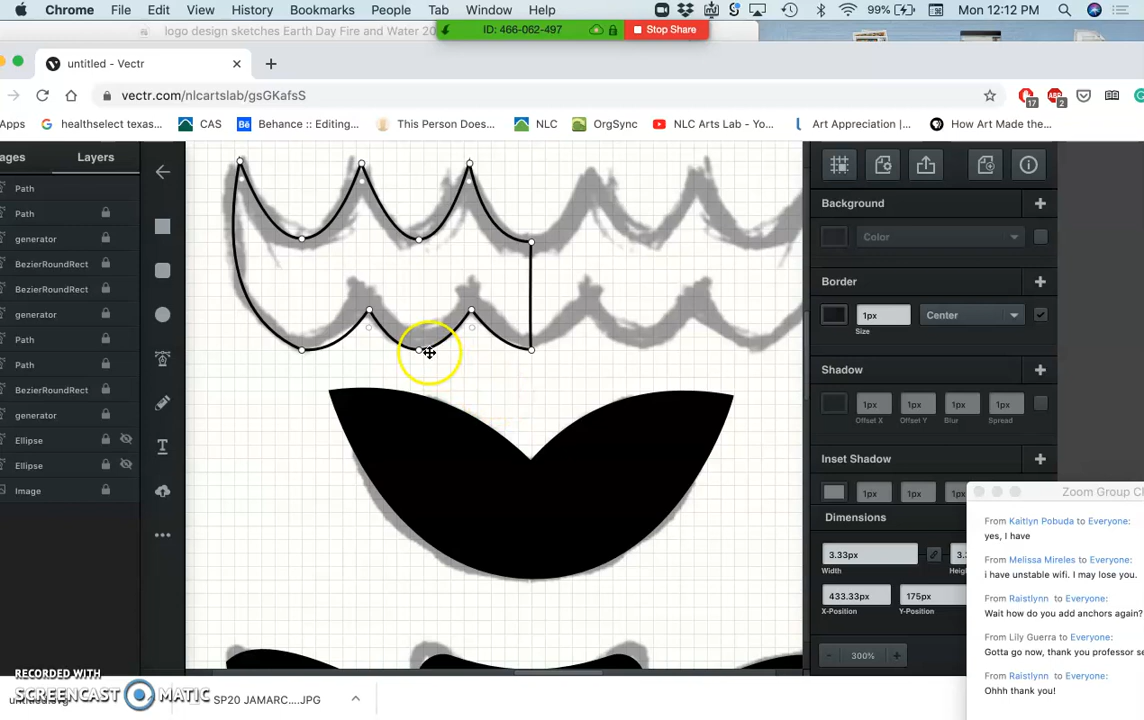 Chrome File Edit View History Bookmarks People Tab Window Help 99% Mon 12:12 PM
logo design sketches Earth Day Fire and Water 20
ID: 466-062-497 Stop Share
untitled - Vectr
vectr.com/nlcartslab/gsGKafsS
17 2
Apps healthselect texas... CAS Behance :: Editing... This Person Does... NLC OrgSync NLC Arts Lab - Yo... Art Appreciation |... How Art Made the...
ages Layers
Path
Path
generator
BezierRoundRect
BezierRoundRect
generator
Path
Path
BezierRoundRect
generator
Ellipse
Ellipse
Image
T
Background
Color
Border
1px Center
Size
Shadow
1px 1px 1px 1px
Offset X Offset Y Blur Spread
Inset Shadow
1px 1px 1px
Dimensions
3.33px 3.3
Width Heigh
433.33px 175px
X-Position Y-Position
300%
Zoom Group C
From Kaitlyn Pobuda to Everyone:
yes, I have
From Melissa Mireles to Everyone:
i have unstable wifi. I may lose you.
From Raistlynn to Everyone:
Wait how do you add anchors again?
From Lily Guerra to Everyone:
Gotta go now, thank you professor se
From Raistlynn to Everyone:
Ohhh thank you!
RECORDED WITH
SCREENCAST MATIC
untitled.svg SP20 JAMARC....JPG